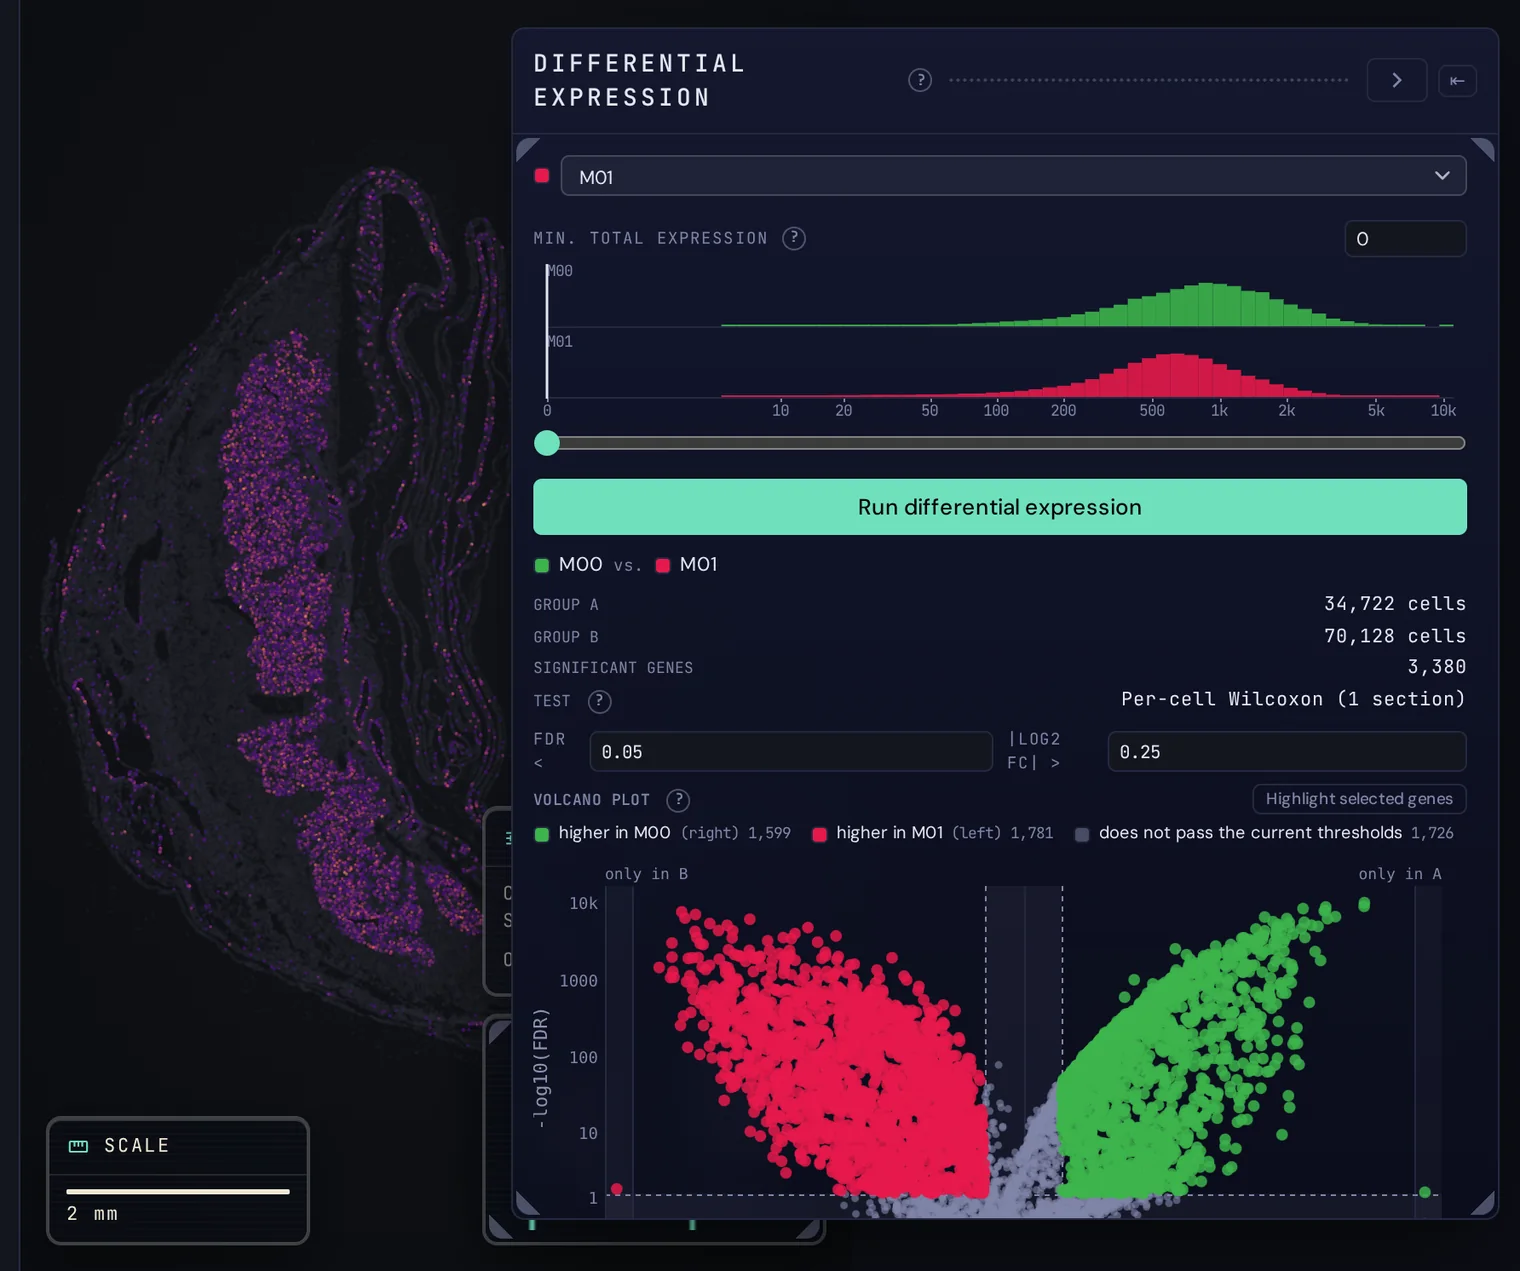 DIFFERENTIAL
EXPRESSION
?
M01
MIN. TOTAL EXPRESSION ? 0
M00
M01
0 10 20 50 100 200 500 1k 2k 5k 10k
Run differential expression
M00 vs. M01
GROUP A 34,722 cells
GROUP B 70,128 cells
SIGNIFICANT GENES 3,380
TEST ? Per-cell Wilcoxon (1 section)
FDR < 0.05 |LOG2 FC| > 0.25
VOLCANO PLOT ? Highlight selected genes
higher in M00 (right) 1,599 higher in M01 (left) 1,781 does not pass the current thresholds 1,726
only in B only in A
10k
1000
100
10
1
-log10(FDR)
SCALE
2 mm